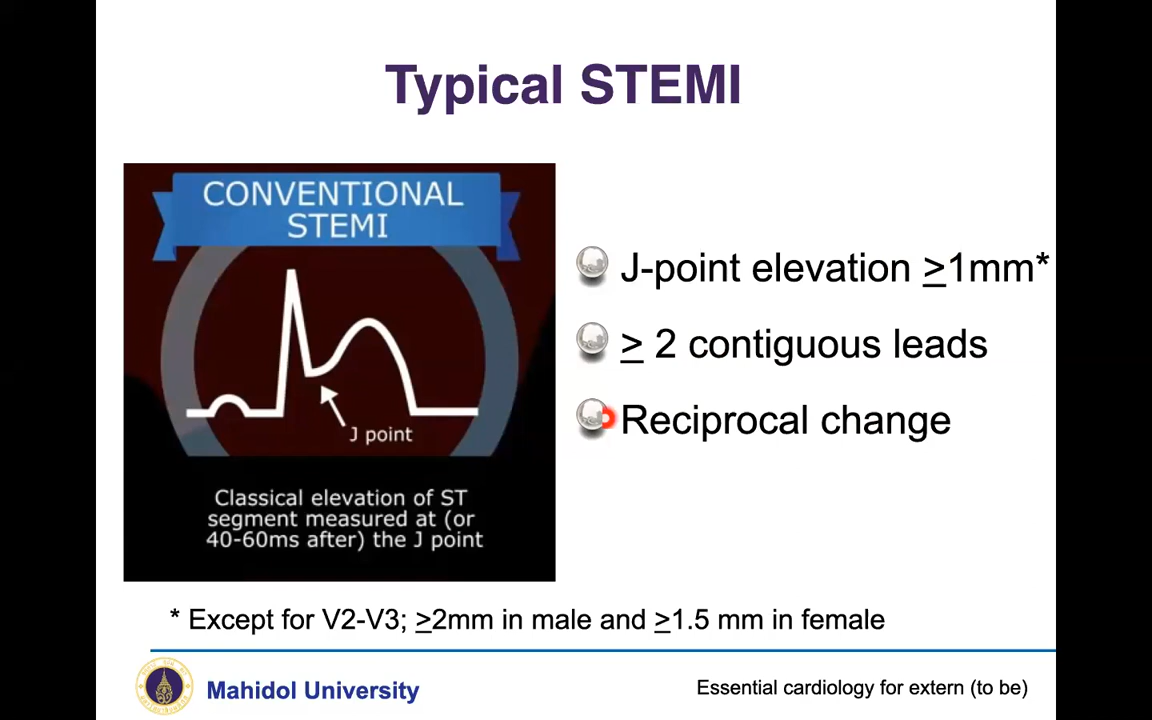 Typical STEMI
CONVENTIONAL
STEMI
J point
Classical elevation of ST
segment measured at (or
40-60ms after) the J point
J-point elevation ≥1mm*
≥ 2 contiguous leads
Reciprocal change
* Except for V2-V3; ≥2mm in male and ≥1.5 mm in female
Mahidol University
Essential cardiology for extern (to be)